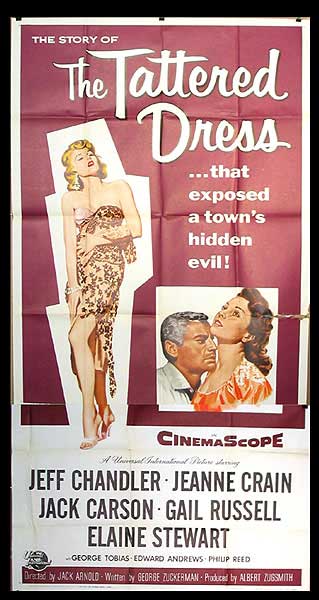 THE STORY OF
The Tattered
Dress
...that
exposed
a town's
hidden
evil!
IN
CINEMASCOPE
A Universal-International Picture starring
JEFF CHANDLER · JEANNE CRAIN
JACK CARSON · GAIL RUSSELL
ELAINE STEWART
with GEORGE TOBIAS · EDWARD ANDREWS · PHILIP REED
Directed by JACK ARNOLD · Written by GEORGE ZUCKERMAN · Produced by ALBERT ZUGSMITH